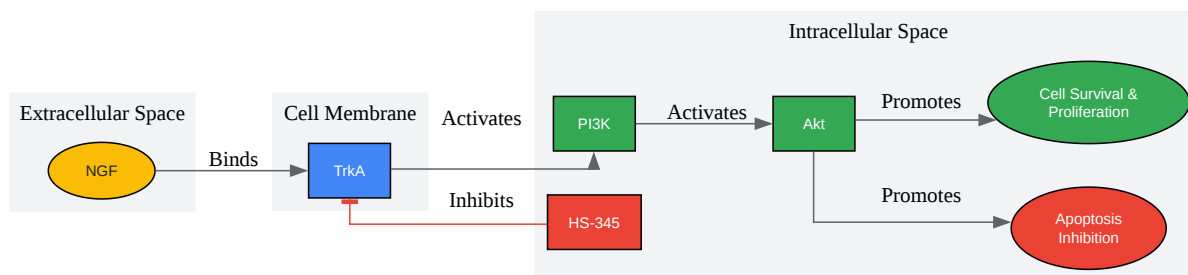 Intracellular Space
Extracellular Space
Cell Membrane
Activates
Activates
Promotes
Cell Survival &
Proliferation
PI3K
Akt
NGF
Binds
TrkA
Inhibits
HS-345
Promotes
Apoptosis
Inhibition